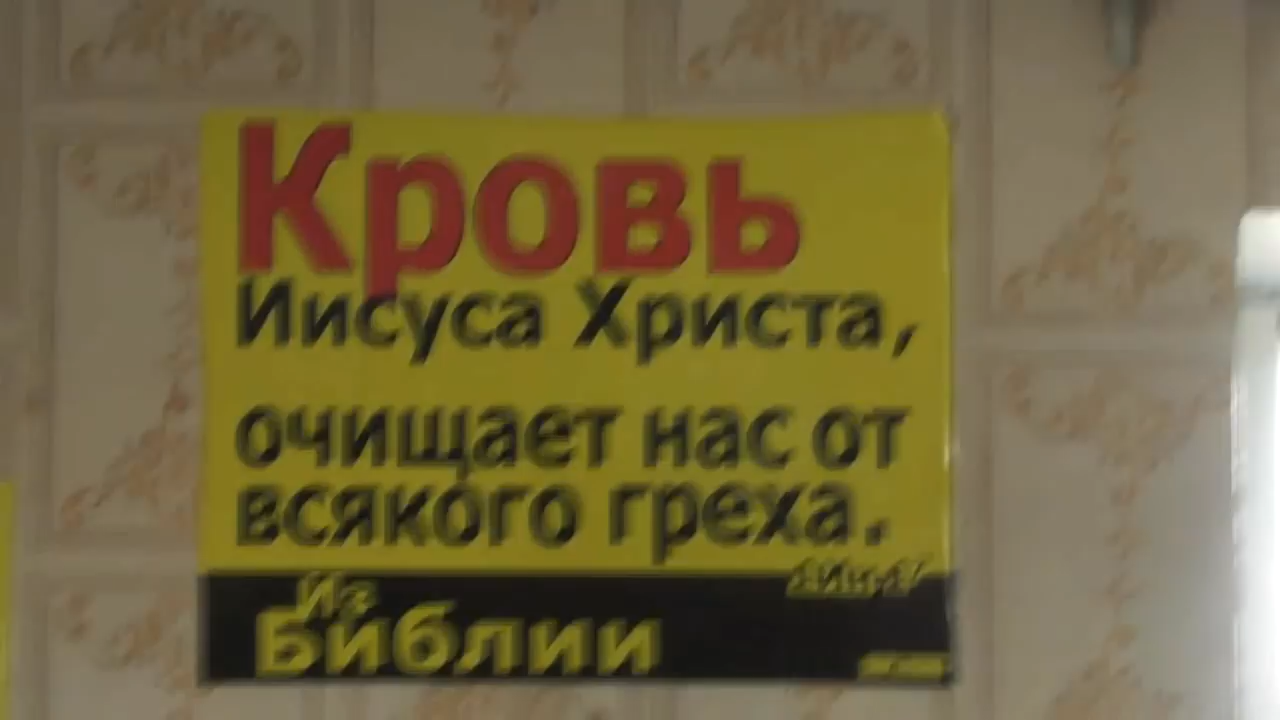 Кровь
Иисуса Христа,
очищает нас от
всякого греха.
Из
Библии